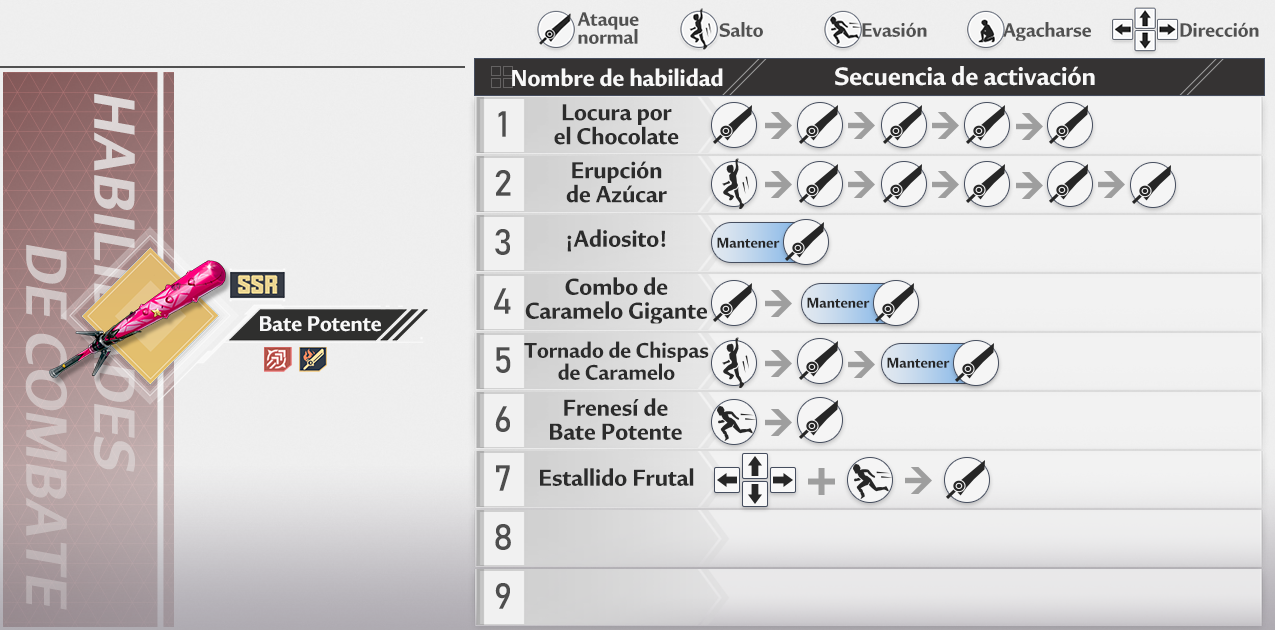 Ataque
normal
Salto
Evasión
Agacharse
Dirección
Nombre de habilidad
Secuencia de activación
HABILIDADES
DE COMBATE
SSR
Bate Potente
1
Locura por
el Chocolate
2
Erupción
de Azúcar
3
¡Adiosito!
Mantener
4
Combo de
Caramelo Gigante
Mantener
5
Tornado de Chispas
de Caramelo
Mantener
6
Frenesí de
Bate Potente
7
Estallido Frutal
8
9